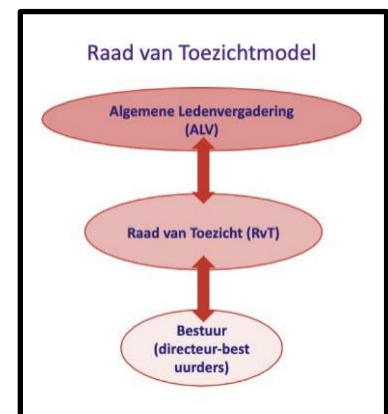 Raad van Toezichtmodel
Algemene Ledenvergadering
(ALV)
Raad van Toezicht (RvT)
Bestuur
(directeur-best
uurders)